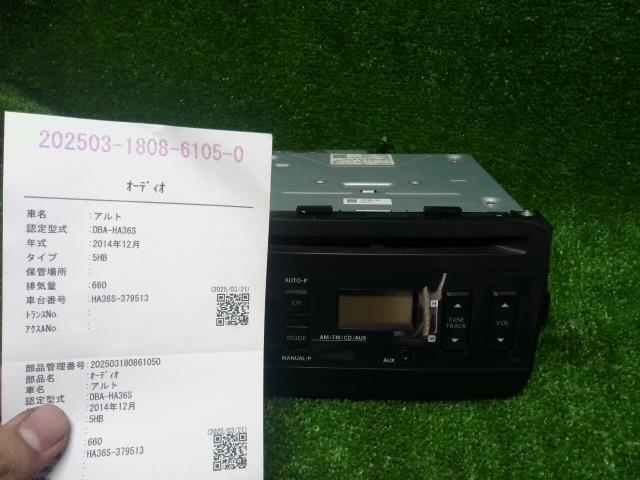 202503-1808-6105-0
ｵｰﾃﾞｨｵ
車名 :アルト
認定型式 :DBA-HA36S
年式 :2014年12月
タイプ :5HB
保管場所 :
排気量 :660
車台番号 :HA36S-379513
ﾄﾗﾝｽNo. :
ｱｸｽﾙNo. :
(2025/03/21)
部品管理番号:202503180861050
部品名 :ｵｰﾃﾞｨｵ
車名 :アルト
認定型式 :DBA-HA36S
:2014年12月
:5HB
:
:660
:HA36S-379513
(2025/03/21)
AUTO-P
CH
MODE
AM/FM/CD/AUX
MANUAL-P
AUX
TUNE
TRACK
VOL